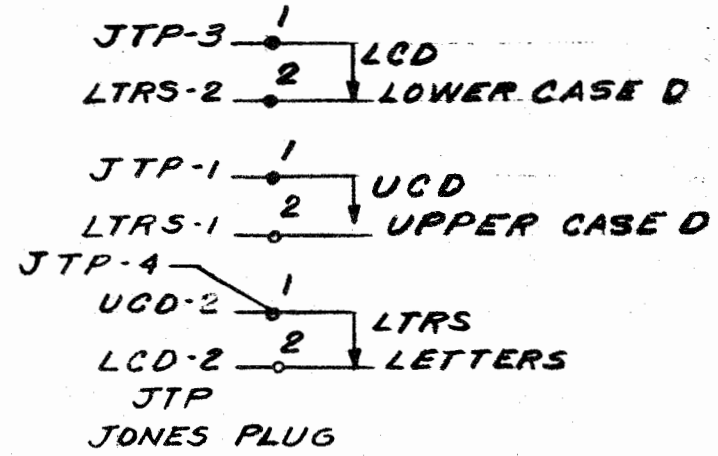 1
JTP-3 LCD
2
LTRS-2 LOWER CASE D
1
JTP-1 UCD
2
LTRS-1 UPPER CASE D
JTP-4
1
UCD-2 LTRS
2
LCD-2 LETTERS
JTP
JONES PLUG